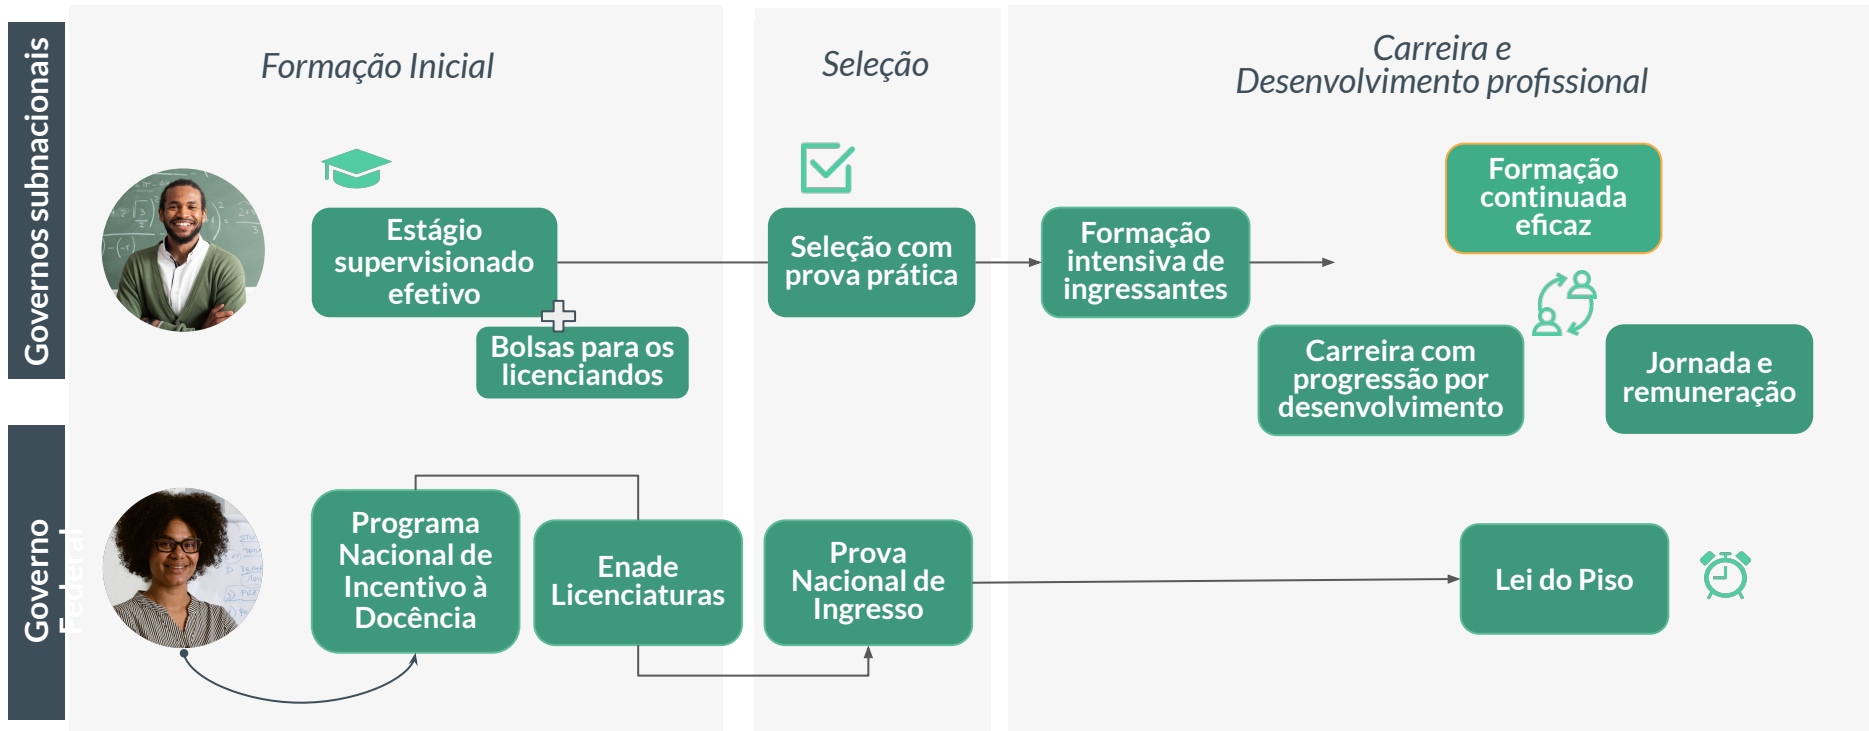 Governos subnacionais
Formação Inicial
Seleção
Carreira e
Desenvolvimento profissional
Estágio
supervisionado
efetivo
Bolsas para os
licenciandos
Seleção com
prova prática
Formação
intensiva de
ingressantes
Formação
continuada
eficaz
Carreira com
progressão por
desenvolvimento
Jornada e
remuneração
Governo
Federal
Programa
Nacional de
Incentivo à
Docência
Enade
Licenciaturas
Prova
Nacional de
Ingresso
Lei do Piso